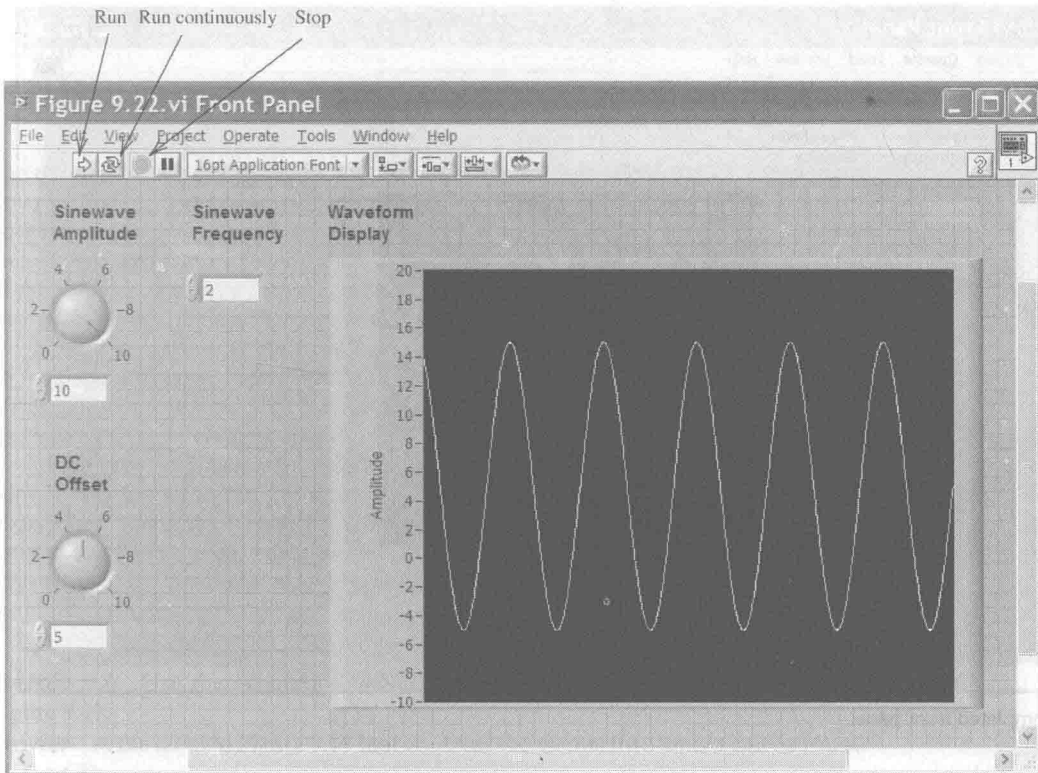 Run Run continuously Stop
Figure 9.22.vi Front Panel
File Edit View Project Operate Tools Window Help
16pt Application Font
1
Sinewave
Amplitude
Sinewave
Frequency
Waveform
Display
4 6
2 8
0 10
10
2
DC
Offset
4 6
2 8
0 10
5
Amplitude
20
18
16
14
12
10
8
6
4
2
0
-2
-4
-6
-8
-10